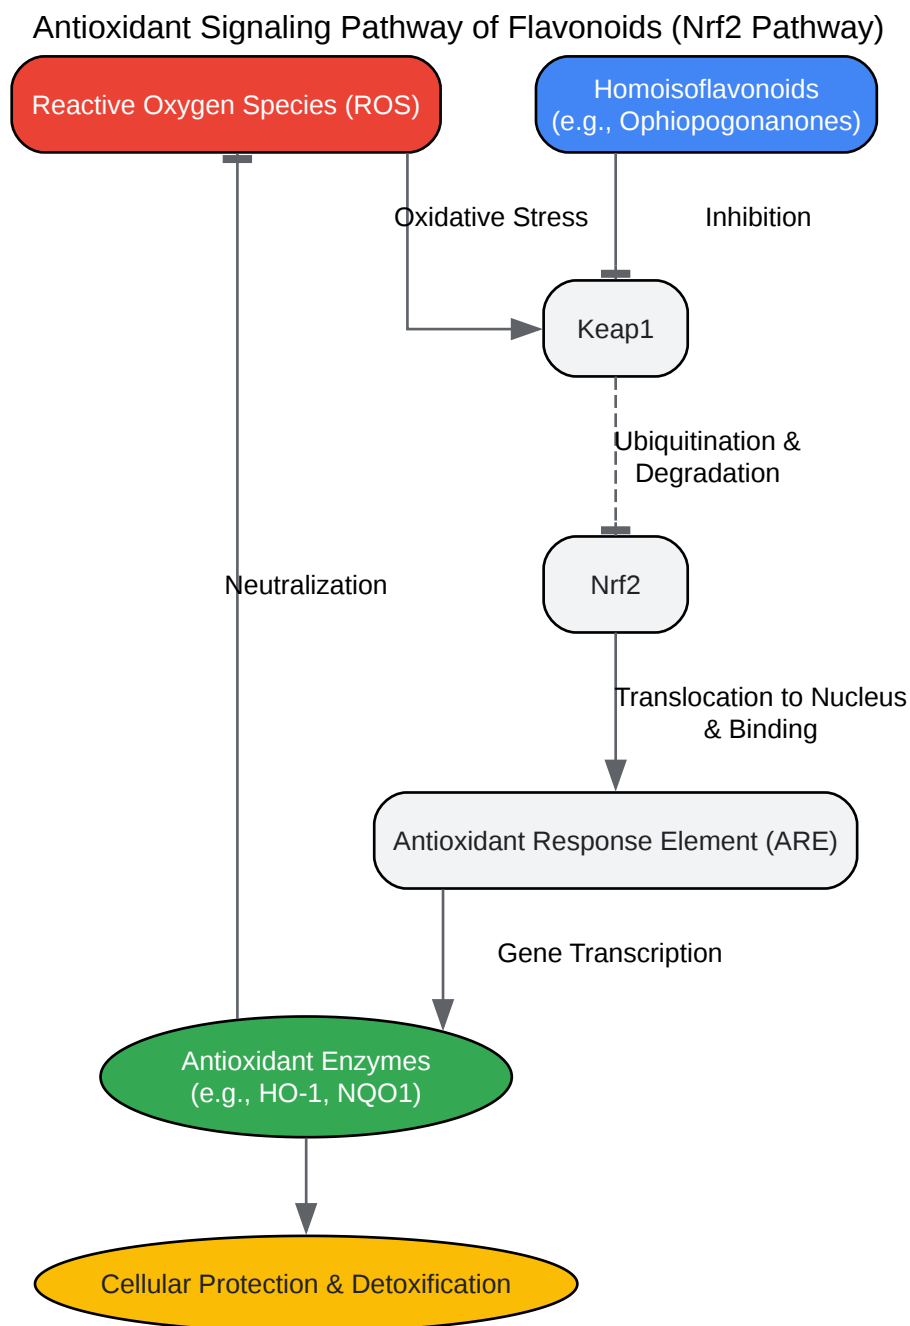 Antioxidant Signaling Pathway of Flavonoids (Nrf2 Pathway)
Reactive Oxygen Species (ROS)
Homoisoflavonoids
(e.g., Ophiopogonanones)
Oxidative Stress
Inhibition
Keap1
Ubiquitination &
Degradation
Nrf2
Neutralization
Translocation to Nucleus
& Binding
Antioxidant Response Element (ARE)
Gene Transcription
Antioxidant Enzymes
(e.g., HO-1, NQO1)
Cellular Protection & Detoxification